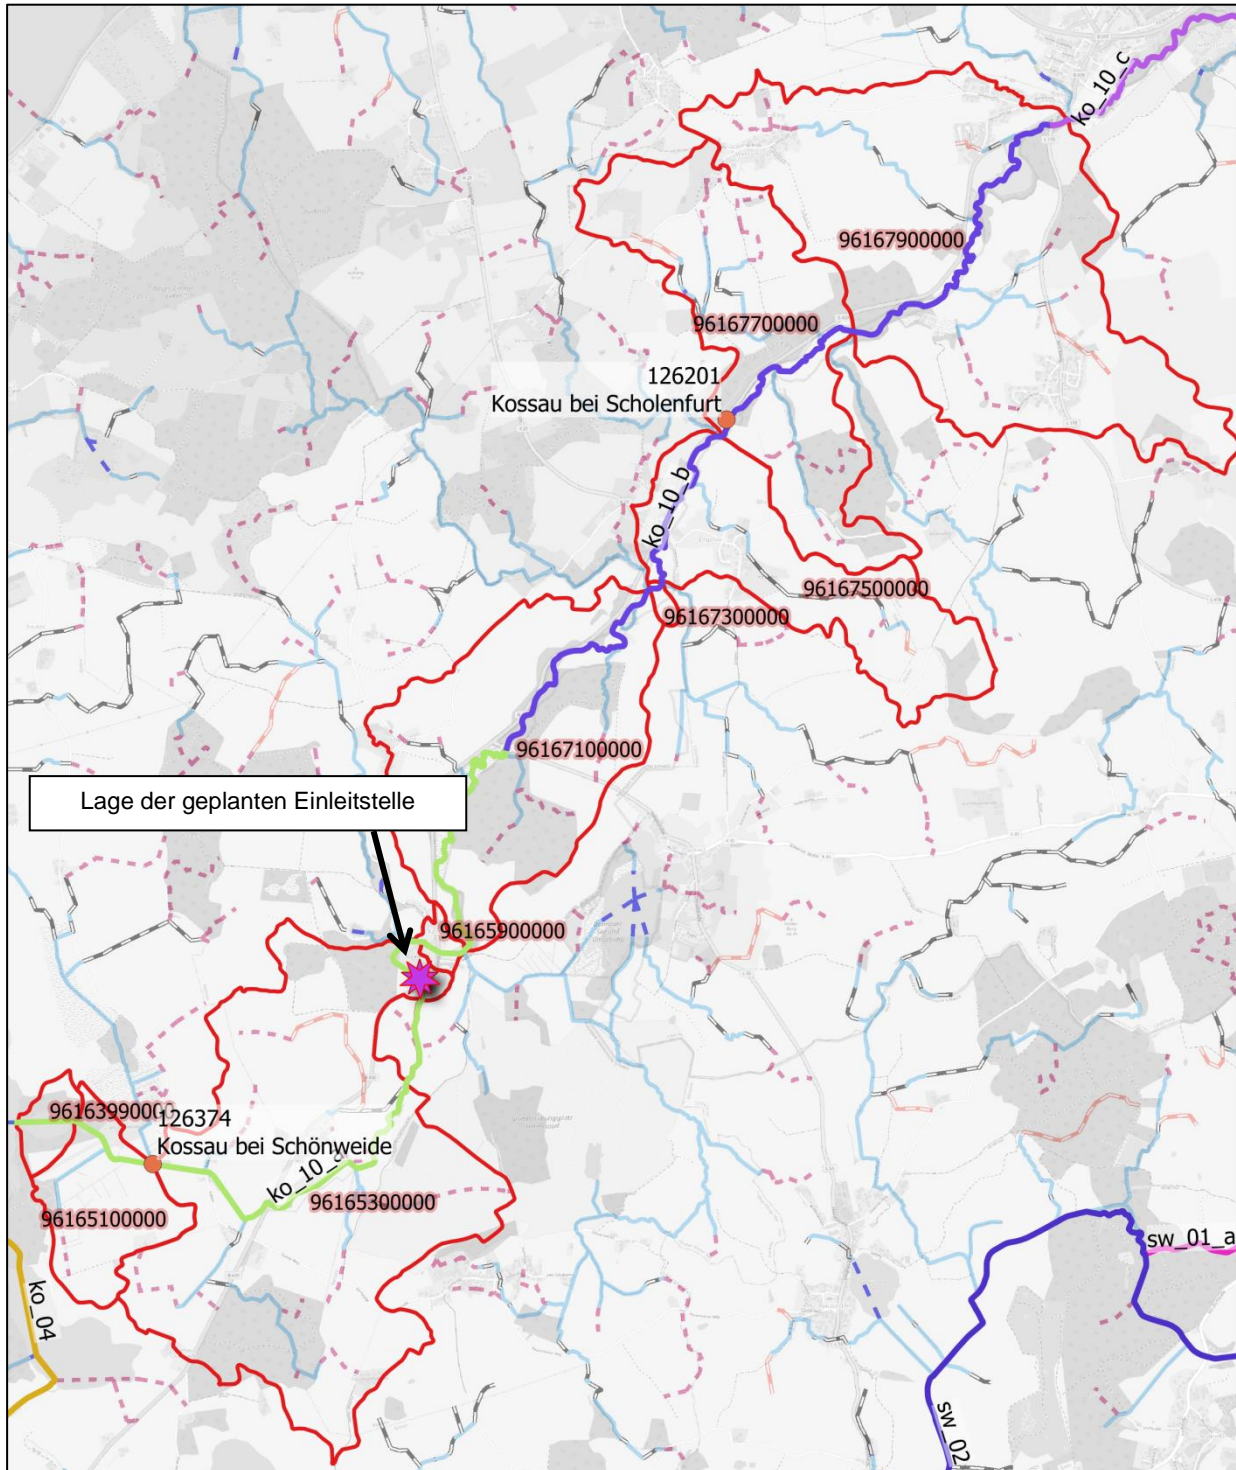 ko_10_c
96167900000
96167700000
126201
Kossau bei Scholenfurt
ko_10_b
96167500000
96167300000
96167100000
Lage der geplanten Einleitstelle
96165900000
96163990000
126374
Kossau bei Schönweide
ko_10_
96165300000
96165100000
ko_04
sw_01_a
sw_02